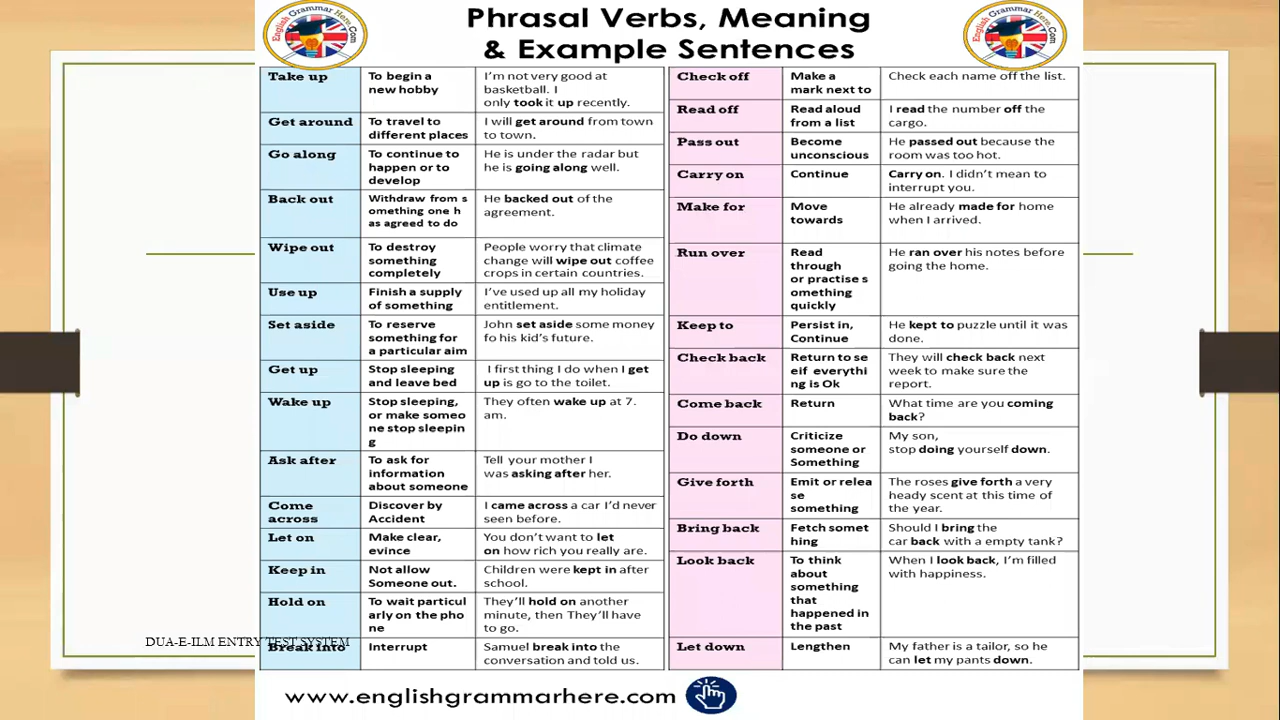 Phrasal Verbs, Meaning
& Example Sentences
English Grammar Here.Com
English Grammar Here.Com
Take up
To begin a
new hobby
I'm not very good at
basketball. I
only took it up recently.
Get around
To travel to
different places
I will get around from town
to town.
Go along
To continue to
happen or to
develop
He is under the radar but
he is going along well.
Back out
Withdraw from s
omething one h
as agreed to do
He backed out of the
agreement.
Wipe out
To destroy
something
completely
People worry that climate
change will wipe out coffee
crops in certain countries.
Use up
Finish a supply
of something
I've used up all my holiday
entitlement.
Set aside
To reserve
something for
a particular aim
John set aside some money
fo his kid's future.
Get up
Stop sleeping
and leave bed
I first thing I do when I get
up is go to the toilet.
Wake up
Stop sleeping,
or make someo
ne stop sleepin
g
They often wake up at 7.
am.
Ask after
To ask for
information
about someone
Tell your mother I
was asking after her.
Come
across
Discover by
Accident
I came across a car I'd never
seen before.
Let on
Make clear,
evince
You don't want to let
on how rich you really are.
Keep in
Not allow
Someone out.
Children were kept in after
school.
Hold on
To wait particul
arly on the pho
ne
They'll hold on another
minute, then They'll have
to go.
Break into
Interrupt
Samuel break into the
conversation and told us.
Check off
Make a
mark next to
Check each name off the list.
Read off
Read aloud
from a list
I read the number off the
cargo.
Pass out
Become
unconscious
He passed out because the
room was too hot.
Carry on
Continue
Carry on. I didn't mean to
interrupt you.
Make for
Move
towards
He already made for home
when I arrived.
Run over
Read
through
or practise s
omething
quickly
He ran over his notes before
going the home.
Keep to
Persist in,
Continue
He kept to puzzle until it was
done.
Check back
Return to se
eif everythi
ng is Ok
They will check back next
week to make sure the
report.
Come back
Return
What time are you coming
back?
Do down
Criticize
someone or
Something
My son,
stop doing yourself down.
Give forth
Emit or relea
se
something
The roses give forth a very
heady scent at this time of
the year.
Bring back
Fetch somet
hing
Should I bring the
car back with a empty tank?
Look back
To think
about
something
that
happened in
the past
When I look back, I'm filled
with happiness.
Let down
Lengthen
My father is a tailor, so he
can let my pants down.
DUA-E-ILM ENTRY TEST SYSTEM
www.englishgrammarhere.com